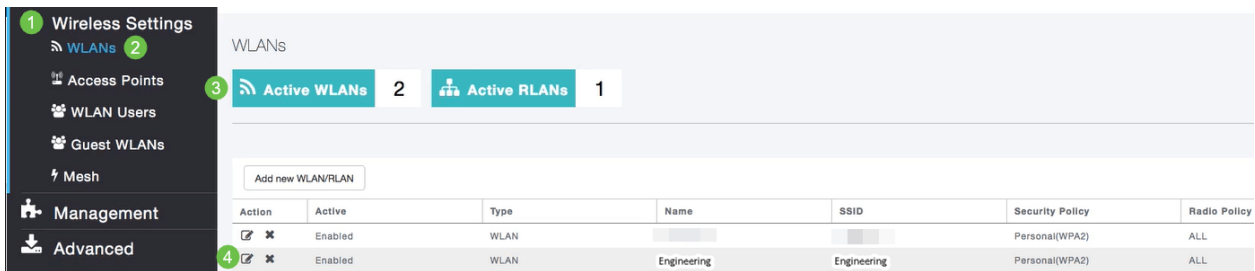 1 Wireless Settings
WLANs 2
Access Points
WLAN Users
Guest WLANs
Mesh
Management
Advanced
WLANs
3 Active WLANs 2 Active RLANs 1
Add new WLAN/RLAN
Action Active Type Name SSID Security Policy Radio Policy
Enabled WLAN Personal(WPA2) ALL
4 Enabled WLAN Engineering Engineering Personal(WPA2) ALL